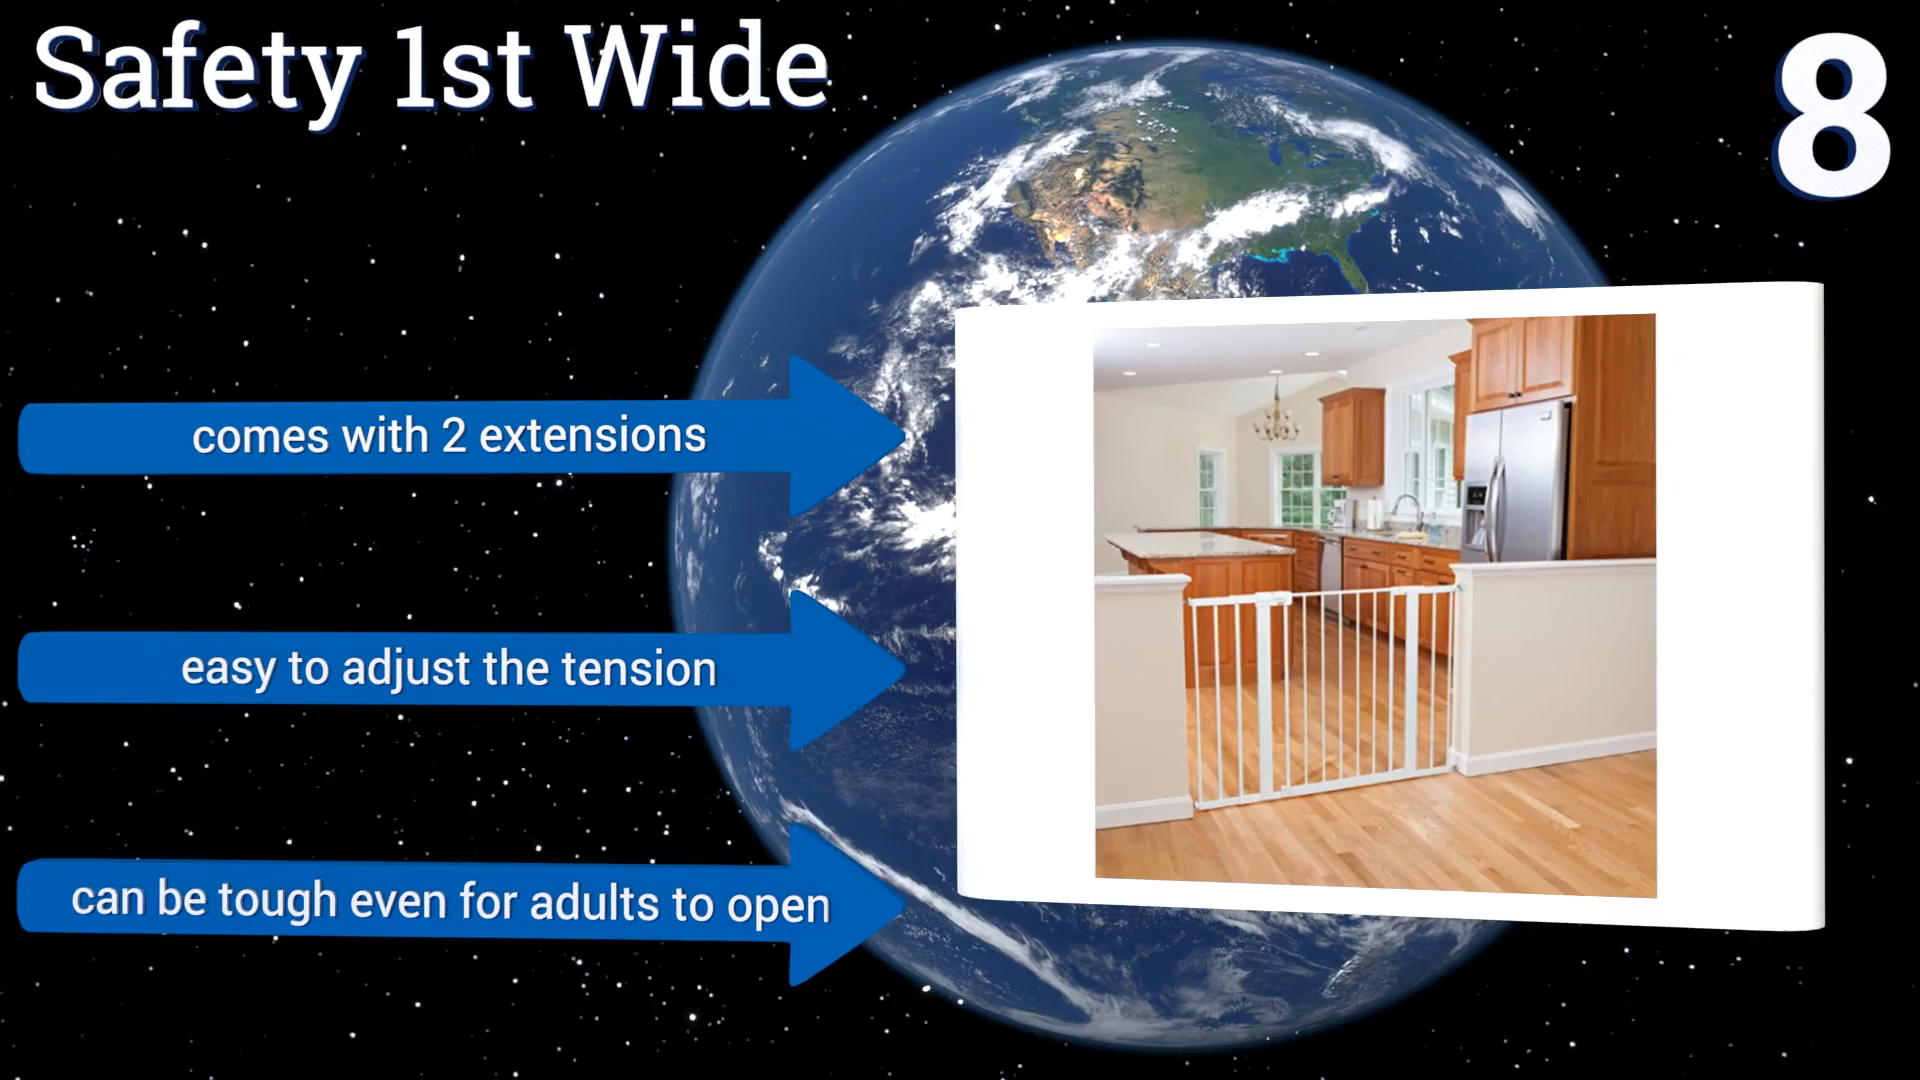 Safety 1st Wide
8
comes with 2 extensions
easy to adjust the tension
can be tough even for adults to open